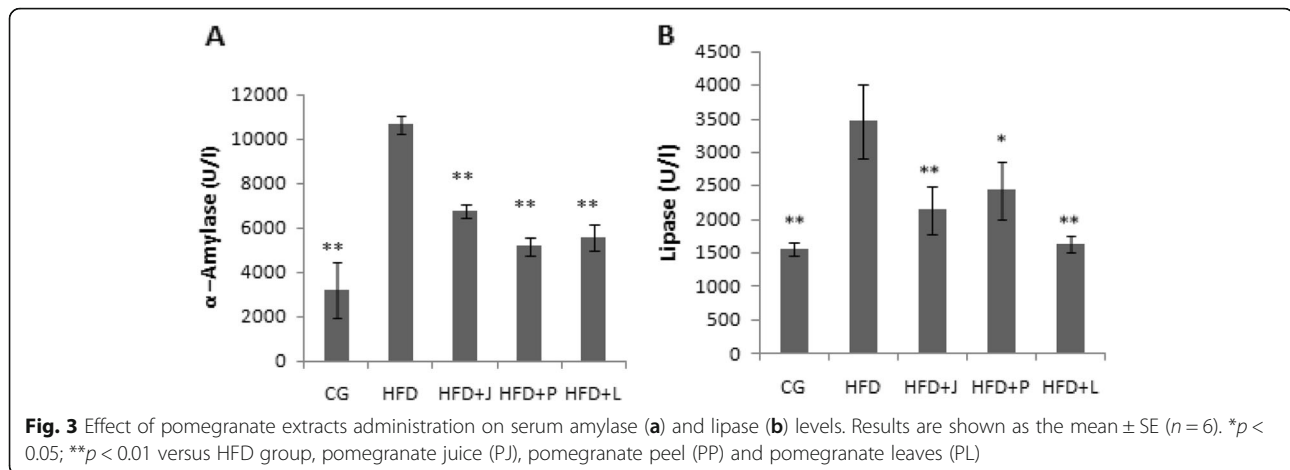 A
α–Amylase (U/l)
12000
10000
8000
6000
4000
2000
0
**
**
**
**
CG
HFD
HFD+J
HFD+P
HFD+L
B
Lipase (U/l)
4500
4000
3500
3000
2500
2000
1500
1000
500
0
**
**
*
**
CG
HFD
HFD+J
HFD+P
HFD+L
Fig. 3 Effect of pomegranate extracts administration on serum amylase (a) and lipase (b) levels. Results are shown as the mean ± SE (n = 6). *p <
0.05; **p < 0.01 versus HFD group, pomegranate juice (PJ), pomegranate peel (PP) and pomegranate leaves (PL)